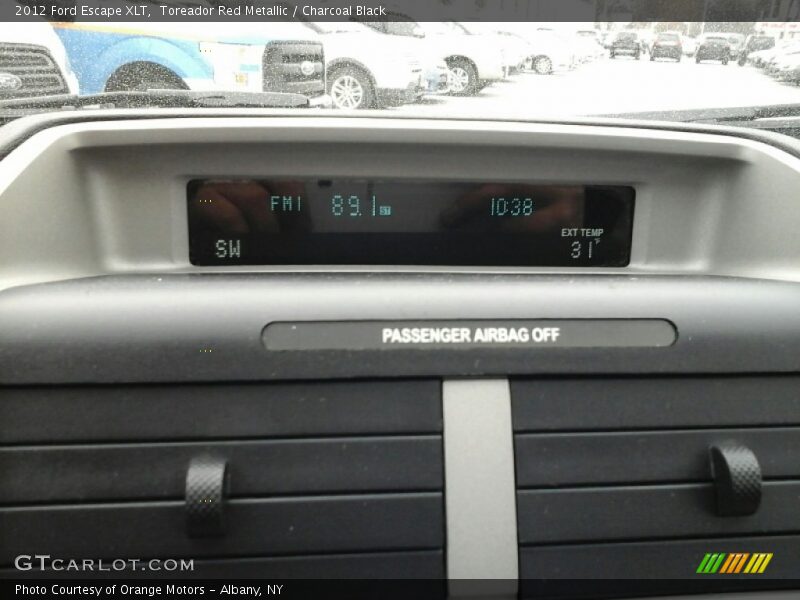 2012 Ford Escape XLT, Toreador Red Metallic / Charcoal Black
FM1 89.1 ST 10:38
EXT TEMP
SW 31°F
PASSENGER AIRBAG OFF
GTCARLOT.COM
Photo Courtesy of Orange Motors - Albany, NY